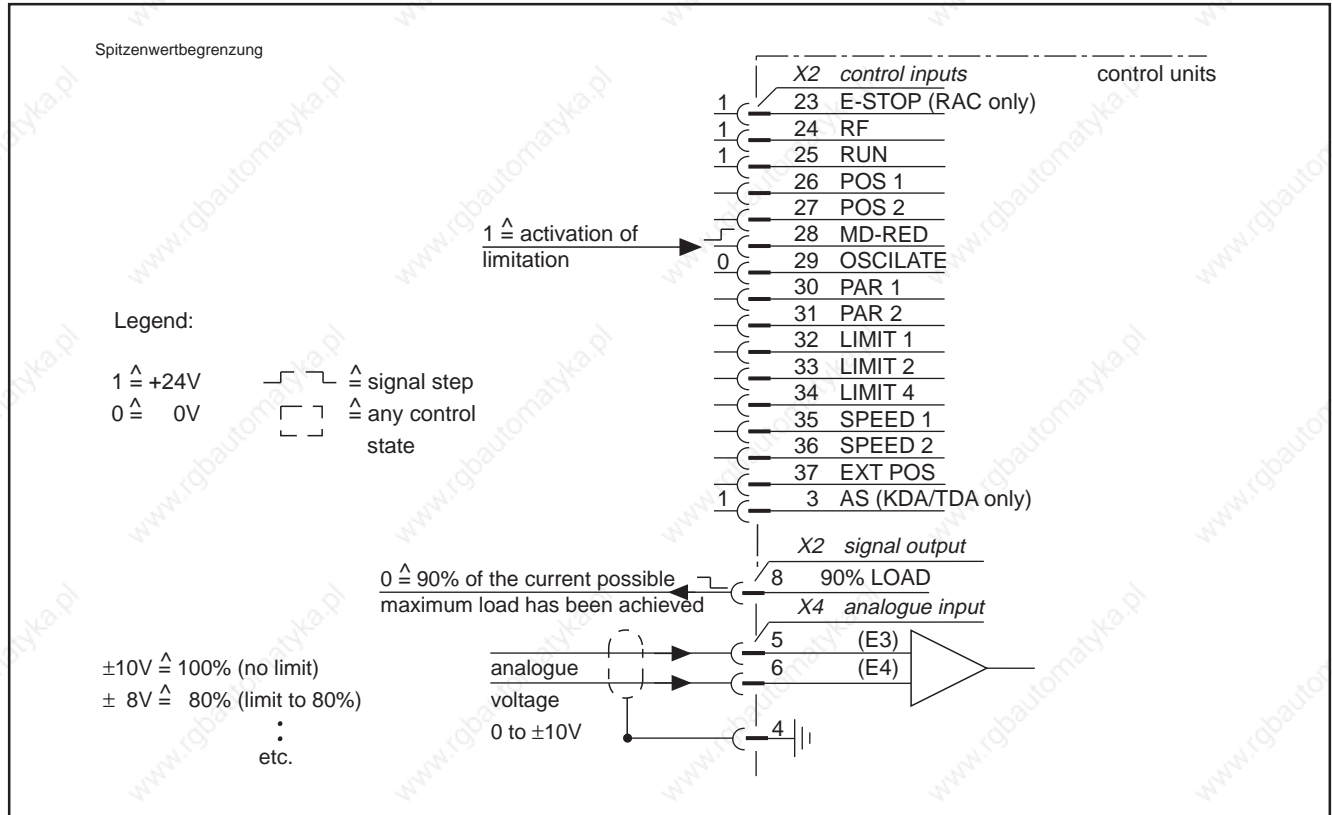 Spitzenwertbegrenzung
X2 control inputs control units
1 23 E-STOP (RAC only)
1 24 RF
1 25 RUN
26 POS 1
27 POS 2
1 ≙ activation of limitation
28 MD-RED
0 29 OSCILATE
30 PAR 1
31 PAR 2
32 LIMIT 1
33 LIMIT 2
34 LIMIT 4
35 SPEED 1
36 SPEED 2
37 EXT POS
1 3 AS (KDA/TDA only)
Legend:
1 ≙ +24V
0 ≙ 0V
≙ signal step
≙ any control
state
X2 signal output
0 ≙ 90% of the current possible
maximum load has been achieved
8 90% LOAD
X4 analogue input
5 (E3)
6 (E4)
4
analogue
voltage
0 to ±10V
±10V ≙ 100% (no limit)
± 8V ≙ 80% (limit to 80%)
etc.
www.rgbautomatyka.pl